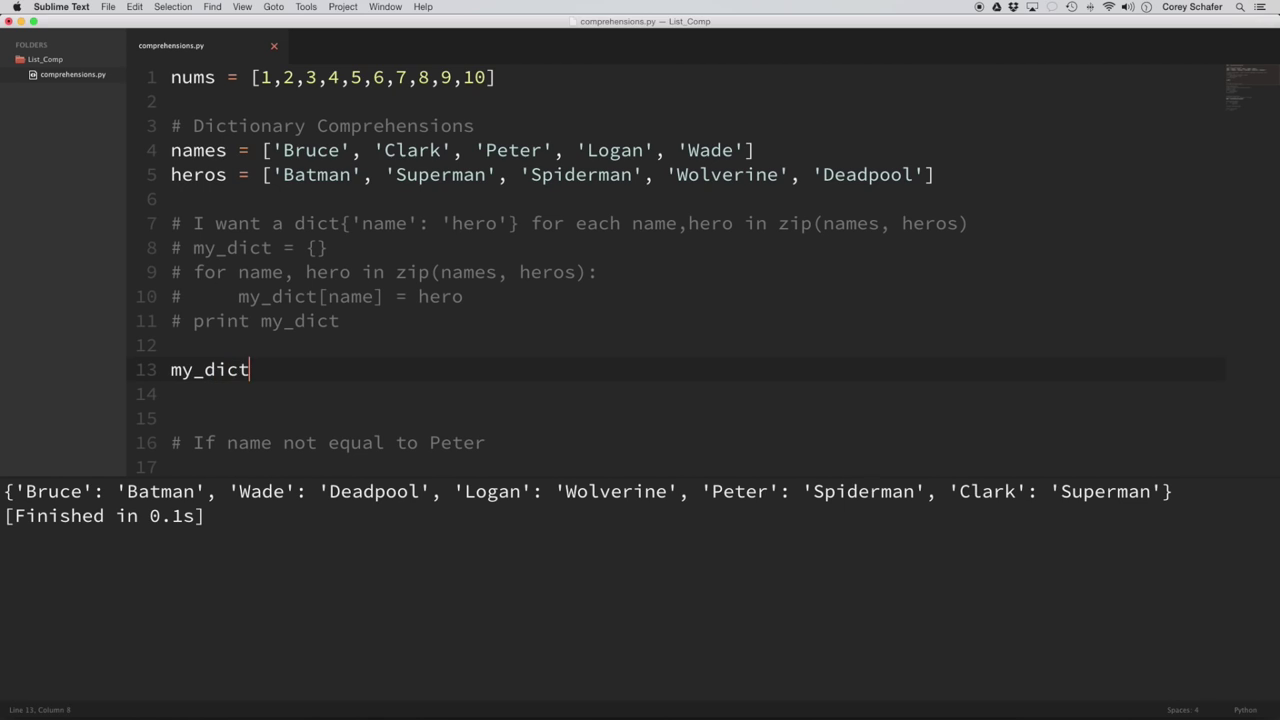 Sublime Text File Edit Selection Find View Goto Tools Project Window Help Corey Schafer
comprehensions.py — List_Comp
FOLDERS
List_Comp
comprehensions.py
comprehensions.py
1 nums = [1,2,3,4,5,6,7,8,9,10]
2
3 # Dictionary Comprehensions
4 names = ['Bruce', 'Clark', 'Peter', 'Logan', 'Wade']
5 heros = ['Batman', 'Superman', 'Spiderman', 'Wolverine', 'Deadpool']
6
7 # I want a dict{'name': 'hero'} for each name,hero in zip(names, heros)
8 # my_dict = {}
9 # for name, hero in zip(names, heros):
10 #     my_dict[name] = hero
11 # print my_dict
12
13 my_dict
14
15
16 # If name not equal to Peter
17
{'Bruce': 'Batman', 'Wade': 'Deadpool', 'Logan': 'Wolverine', 'Peter': 'Spiderman', 'Clark': 'Superman'}
[Finished in 0.1s]
Line 13, Column 8 Spaces: 4 Python